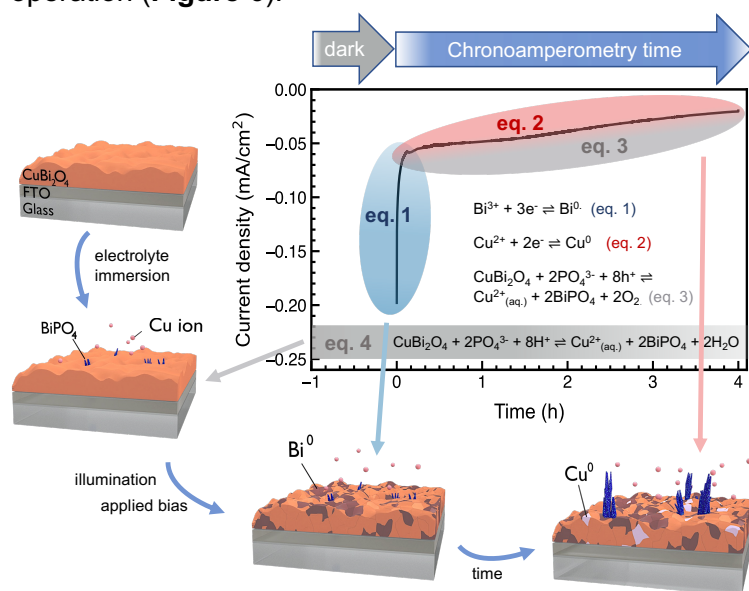 dark
Chronoamperometry time
0.00
−0.05
−0.10
−0.15
−0.20
−0.25
Current density (mA/cm²)
eq. 2
eq. 3
eq. 1
Bi³⁺ + 3e⁻ ⇌ Bi⁰· (eq. 1)
Cu²⁺ + 2e⁻ ⇌ Cu⁰ (eq. 2)
CuBi₂O₄ + 2PO₄³⁻ + 8h⁺ ⇌
Cu²⁺₍aq.₎ + 2BiPO₄ + 2O₂. (eq. 3)
eq. 4 CuBi₂O₄ + 2PO₄³⁻ + 8H⁺ ⇌ Cu²⁺₍aq.₎ + 2BiPO₄ + 2H₂O
−1 0 1 2 3 4
Time (h)
CuBi₂O₄
FTO
Glass
electrolyte
immersion
BiPO₄
Cu ion
illumination
applied bias
Bi⁰
time
Cu⁰